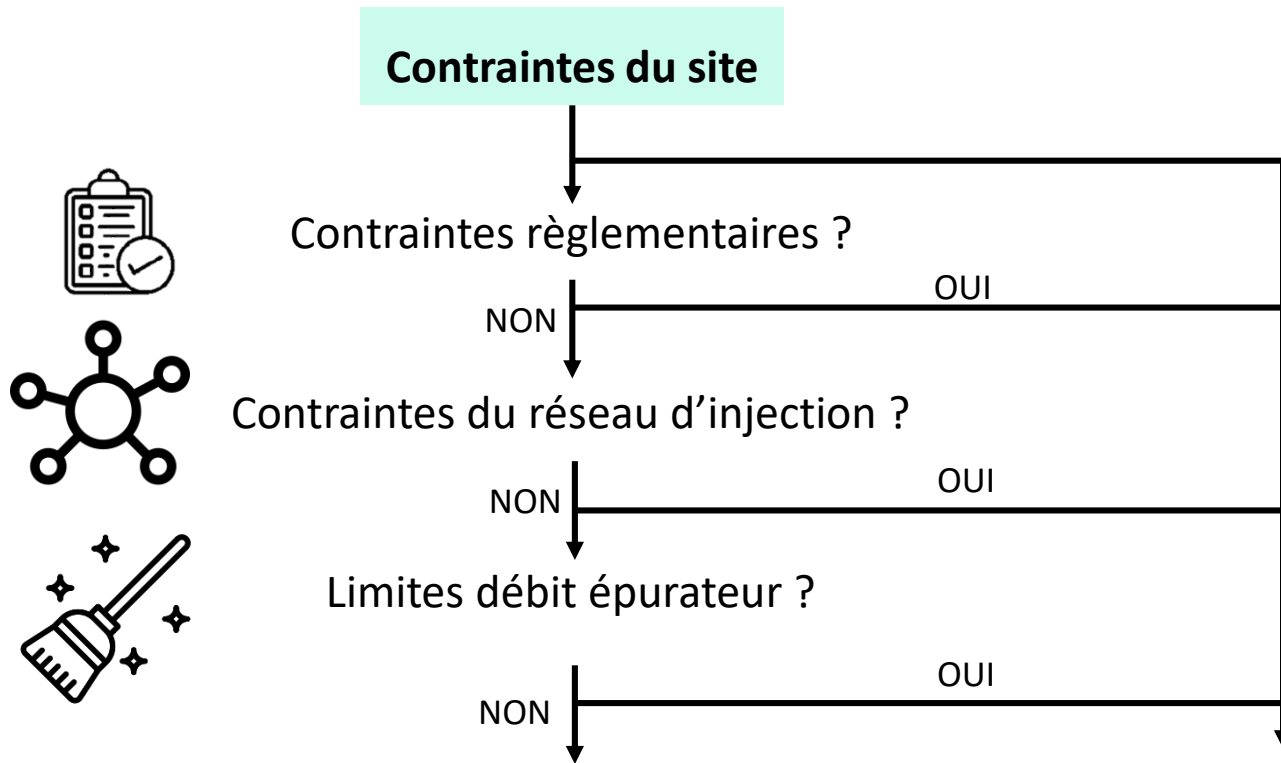 Contraintes du site
Contraintes règlementaires ?
OUI
NON
Contraintes du réseau d’injection ?
OUI
NON
Limites débit épurateur ?
OUI
NON